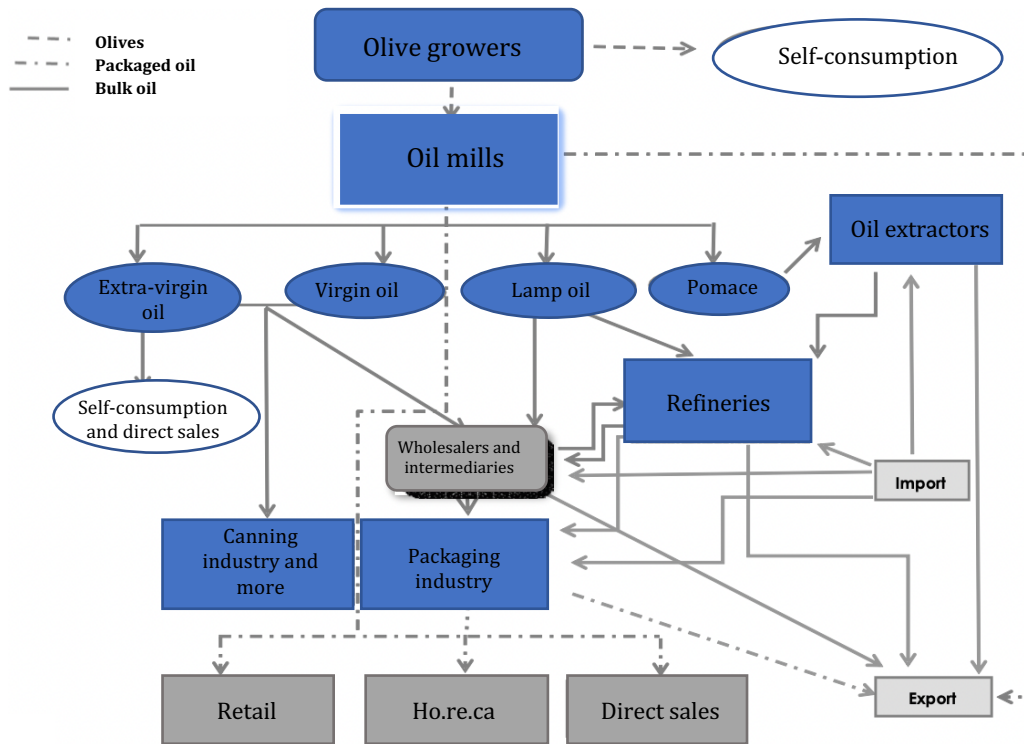 Olives
Packaged oil
Bulk oil
Olive growers
Self-consumption
Oil mills
Oil extractors
Extra-virgin
oil
Virgin oil
Lamp oil
Pomace
Self-consumption
and direct sales
Refineries
Wholesalers and
intermediaries
Import
Canning
industry and
more
Packaging
industry
Retail
Ho.re.ca
Direct sales
Export